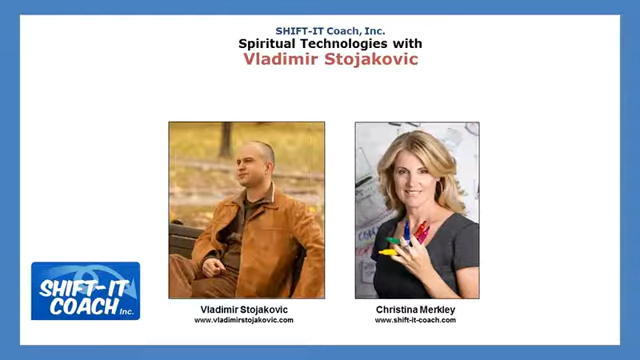 SHIFT-IT Coach, Inc.
Spiritual Technologies with
Vladimir Stojakovic
SHIFT-IT
COACH Inc.
Vladimir Stojakovic
www.vladimirstojakovic.com
Christina Merkley
www.shift-it-coach.com